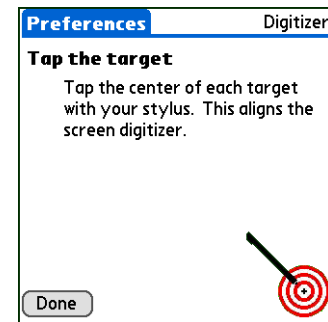 Preferences Digitizer
Tap the target
Tap the center of each target
with your stylus. This aligns the
screen digitizer.
Done